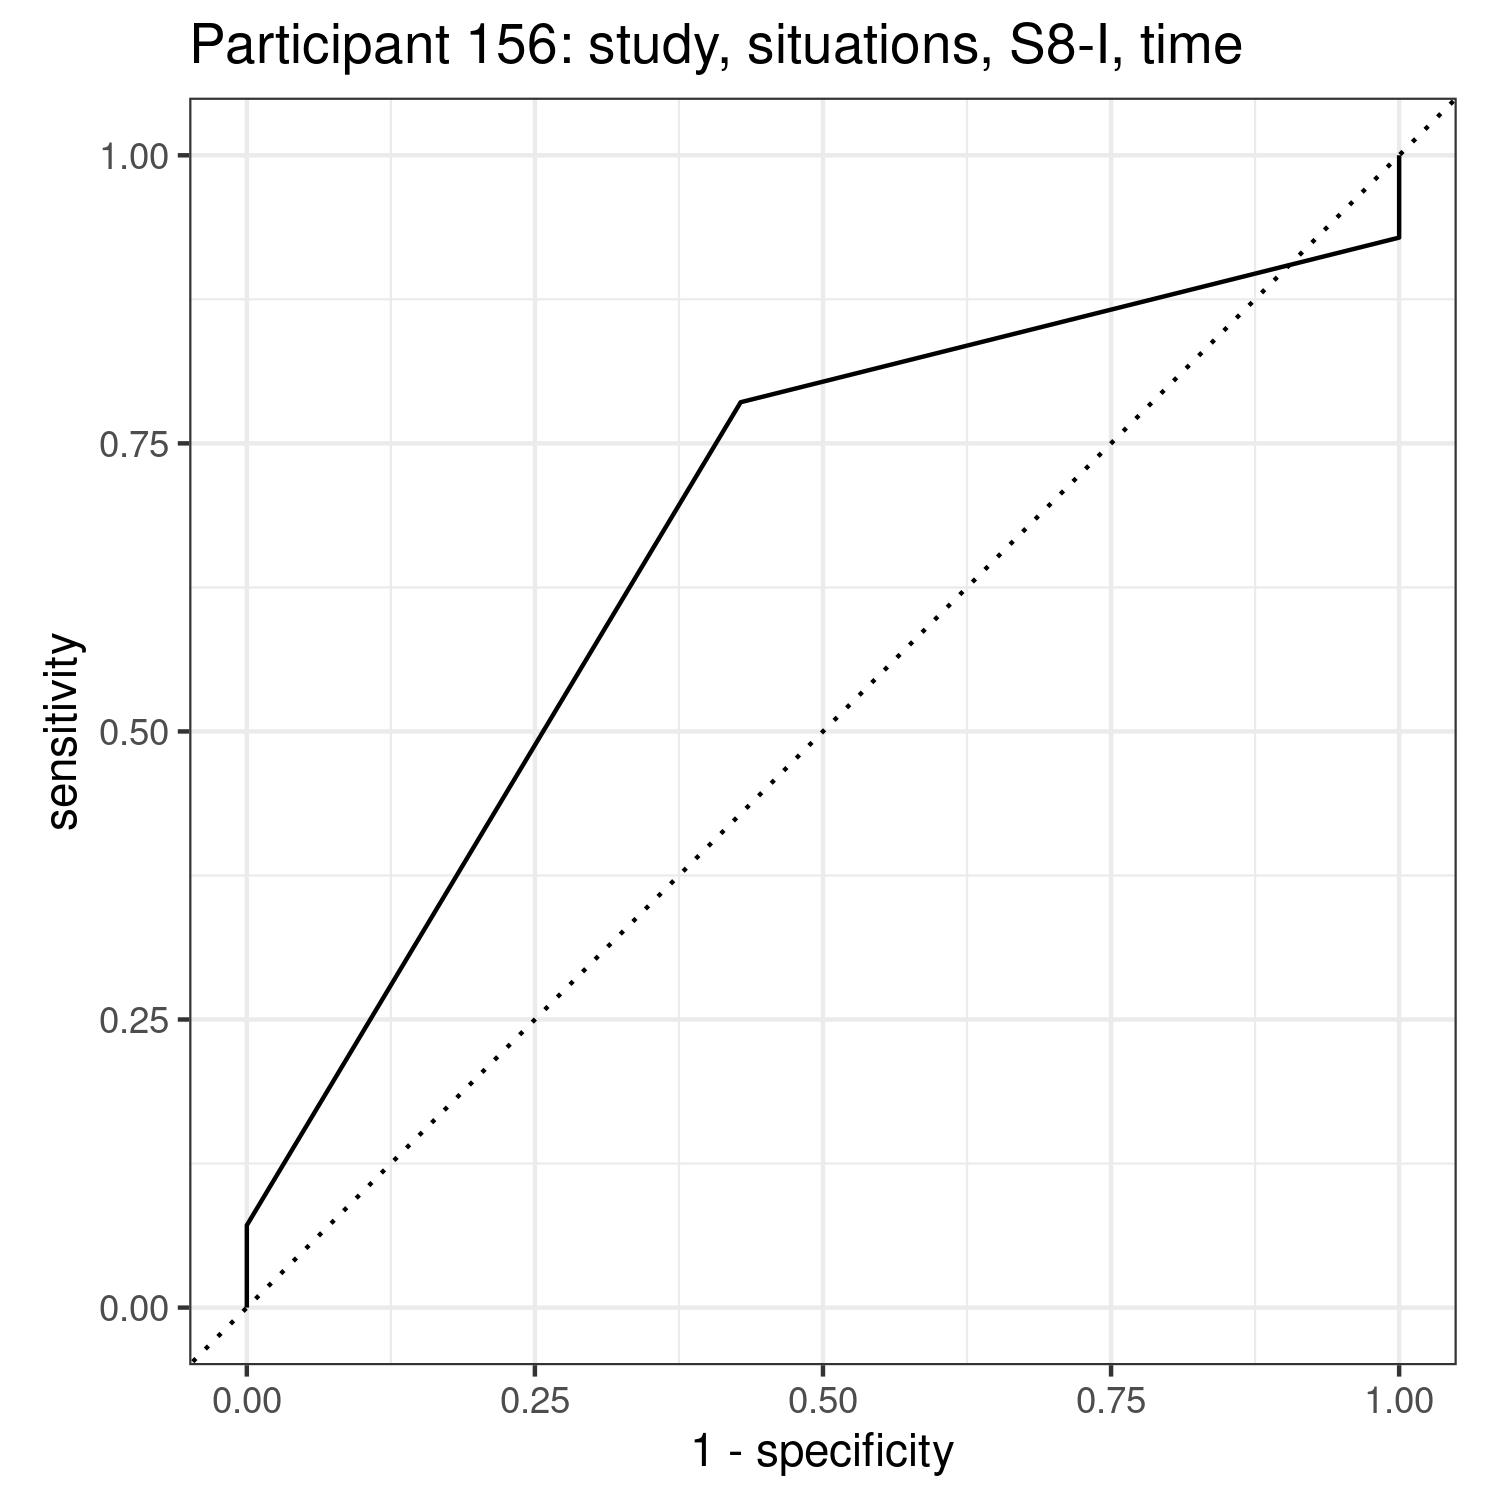 Participant 156: study, situations, S8-I, time
1.00
0.75
0.50
0.25
0.00
sensitivity
0.00 0.25 0.50 0.75 1.00
1 - specificity